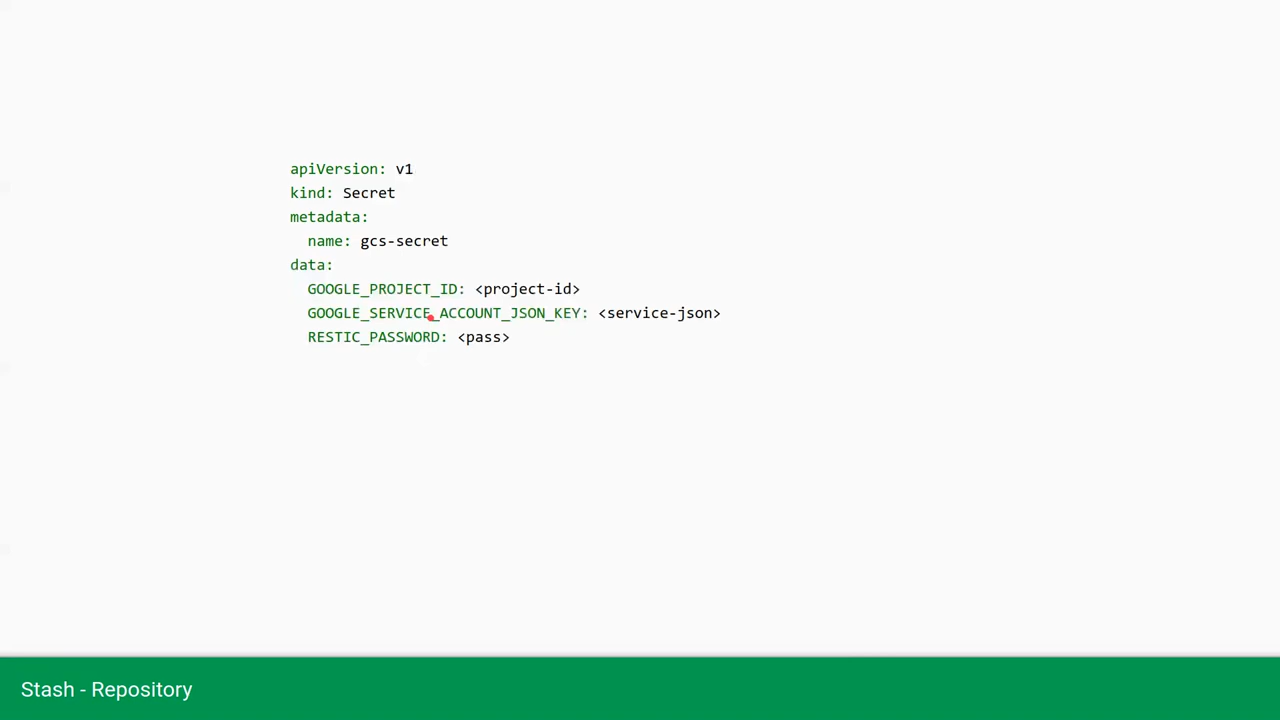 apiVersion: v1
kind: Secret
metadata:
  name: gcs-secret
data:
  GOOGLE_PROJECT_ID: <project-id>
  GOOGLE_SERVICE_ACCOUNT_JSON_KEY: <service-json>
  RESTIC_PASSWORD: <pass>
Stash - Repository